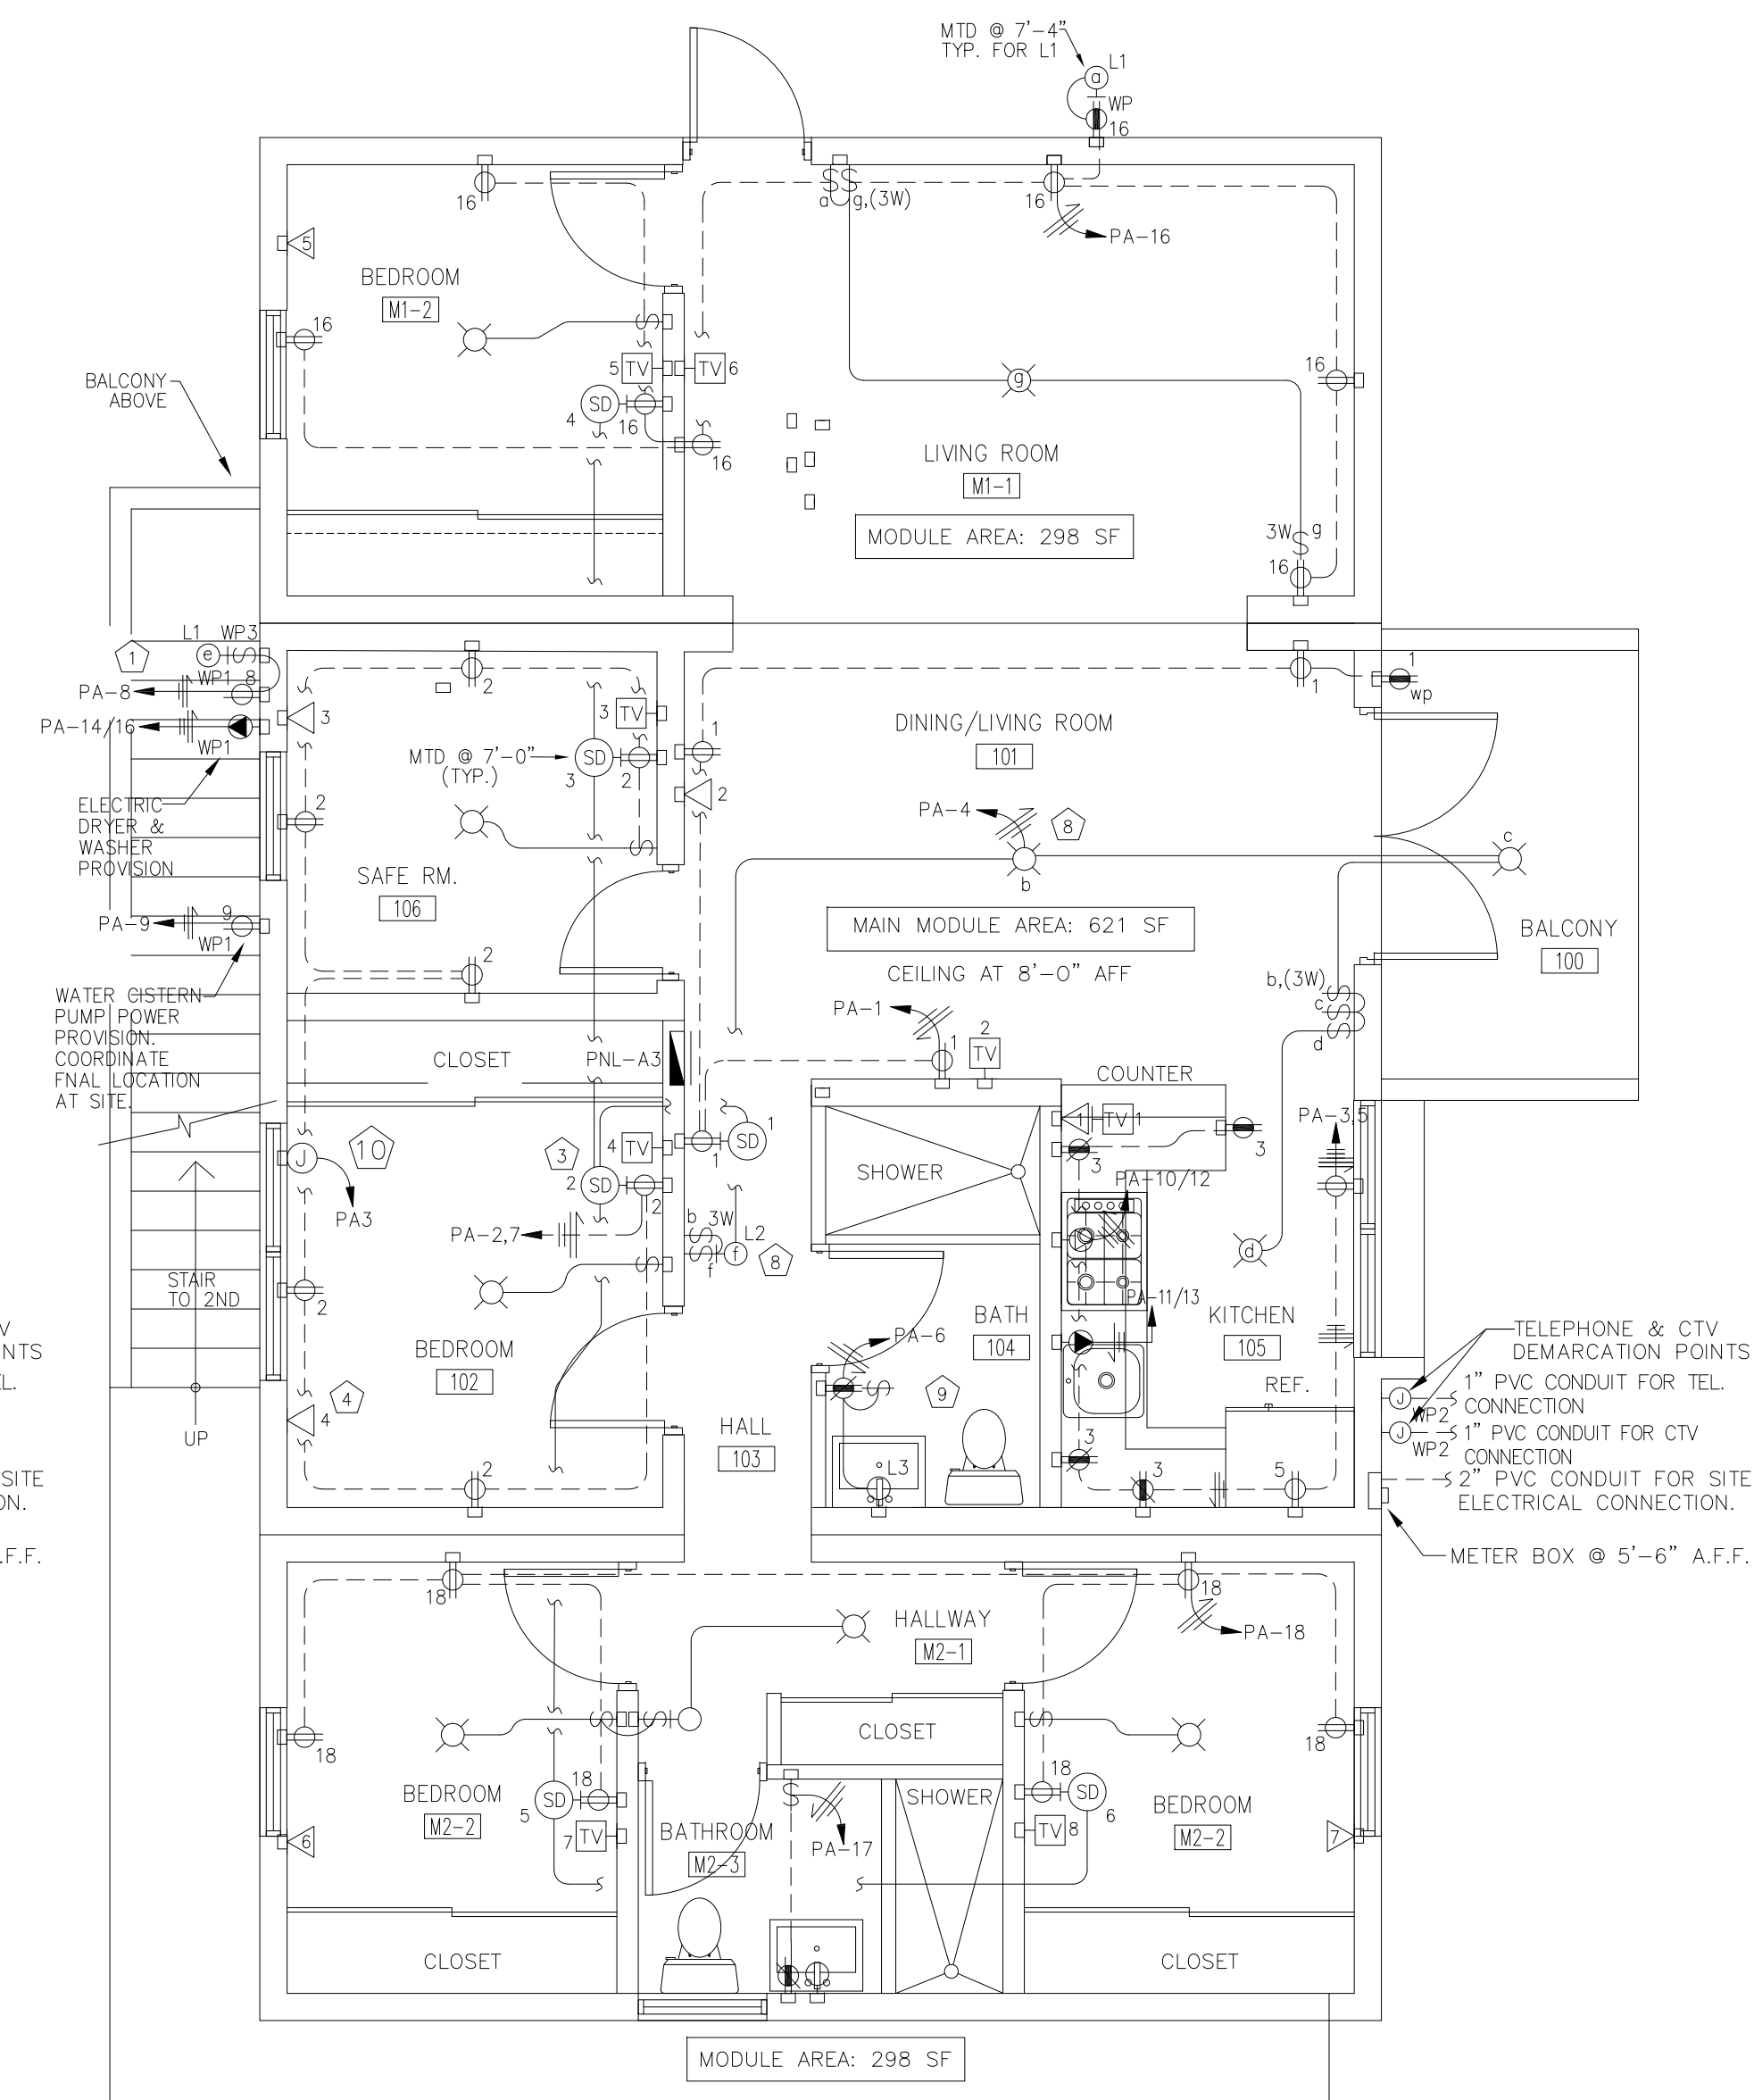 MTD @ 7'-4"
TYP. FOR L1
L1
a
WP
16
16
a
g,(3W)
16
PA-16
5
BEDROOM
M1-2
16
5 TV
TV 6
SD
4
16
16
g
16
BALCONY
ABOVE
LIVING ROOM
M1-1
MODULE AREA: 298 SF
3W
g
16
L1
WP3
e
1
WP1
8
PA-8
PA-14/16
WP1
ELECTRIC
DRYER &
WASHER
PROVISION
2
3
3 TV
MTD @ 7'-0"
(TYP.)
SD
3
2
1
2
2
1
1
wp
DINING/LIVING ROOM
101
PA-4
8
b
c
SAFE RM.
106
MAIN MODULE AREA: 621 SF
CEILING AT 8'-0" AFF
BALCONY
100
PA-9
9
WP1
2
WATER CISTERN
PUMP POWER
PROVISION.
COORDINATE
FNAL LOCATION
AT SITE.
b,(3W)
c
d
PA-1
1
2
TV
CLOSET
PNL-A3
COUNTER
1
TV 1
3
3
PA-3,5
J
10
PA3
3
4 TV
2 SD
2
1
SD
1
SHOWER
PA-10/12
PA-2,7
b
3W
L2
f
f
8
d
STAIR
TO 2ND
2
PA-11/13
BATH
104
KITCHEN
105
BEDROOM
102
PA-6
9
REF.
4
4
UP
HALL
103
L3
3
3
5
2
V
NTS
EL.
SITE
ON.
.F.F.
TELEPHONE & CTV
DEMARCATION POINTS
J
WP2
1" PVC CONDUIT FOR TEL.
CONNECTION
J
WP2
1" PVC CONDUIT FOR CTV
CONNECTION
2" PVC CONDUIT FOR SITE
ELECTRICAL CONNECTION.
METER BOX @ 5'-6" A.F.F.
18
18
HALLWAY
M2-1
PA-18
18
CLOSET
18
BEDROOM
M2-2
SD
5
18
7 TV
6
BATHROOM
M2-3
PA-17
SHOWER
18
SD
6
TV 8
BEDROOM
M2-2
7
CLOSET
CLOSET
MODULE AREA: 298 SF